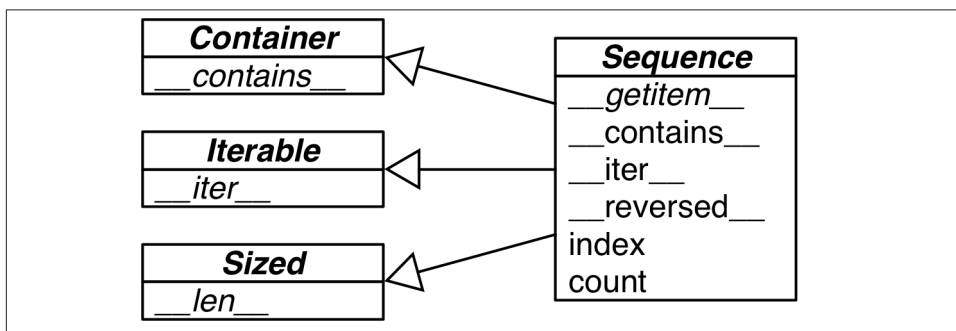 Container
__contains__
Iterable
__iter__
Sized
__len__
Sequence
__getitem__
__contains__
__iter__
__reversed__
index
count